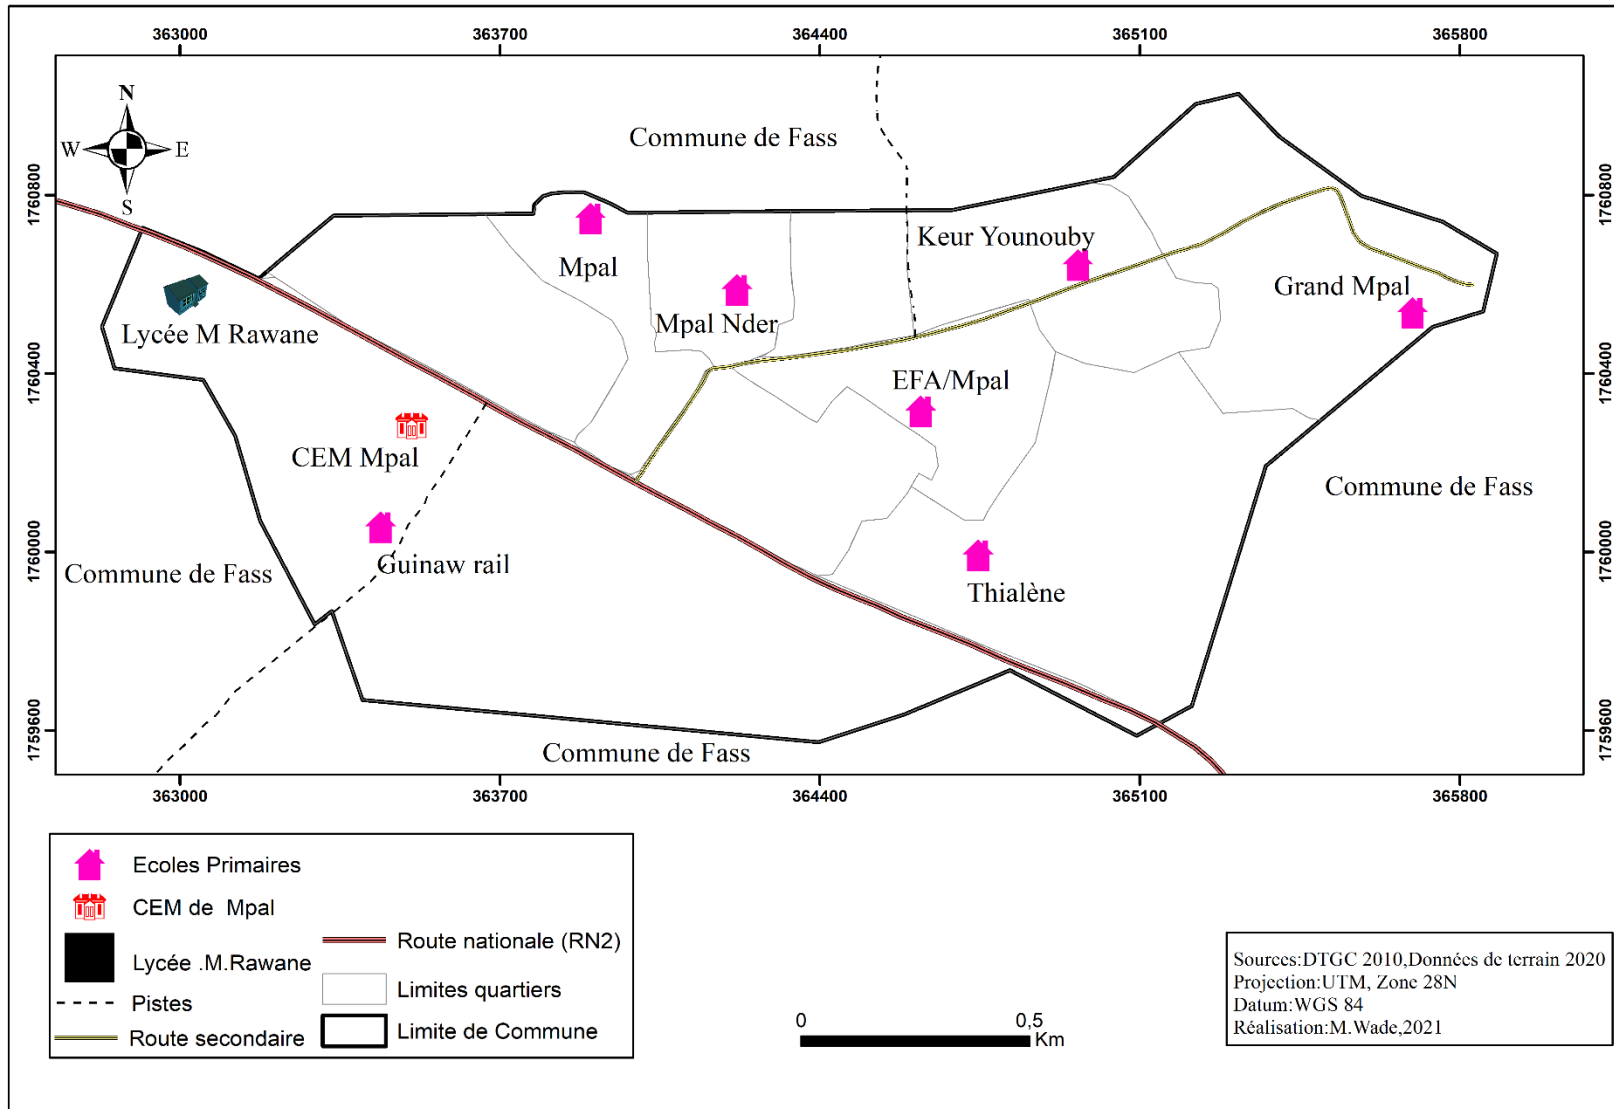 363000 363700 364400 365100 365800
N
W E
S
Commune de Fass
1760800 1760800
Keur Younouby
Mpal
Grand Mpal
Mpal Nder
Lycée M Rawane
1760400 1760400
EFA/Mpal
CEM Mpal
Commune de Fass
1760000 1760000
Guinaw rail
Commune de Fass
Thialène
1759600 1759600
Commune de Fass
363000 363700 364400 365100 365800
Ecoles Primaires
CEM de Mpal
Lycée .M.Rawane
Pistes
Route secondaire
Route nationale (RN2)
Limites quartiers
Limite de Commune
0 0,5
Km
Sources:DTGC 2010,Données de terrain 2020
Projection:UTM, Zone 28N
Datum:WGS 84
Réalisation:M.Wade,2021